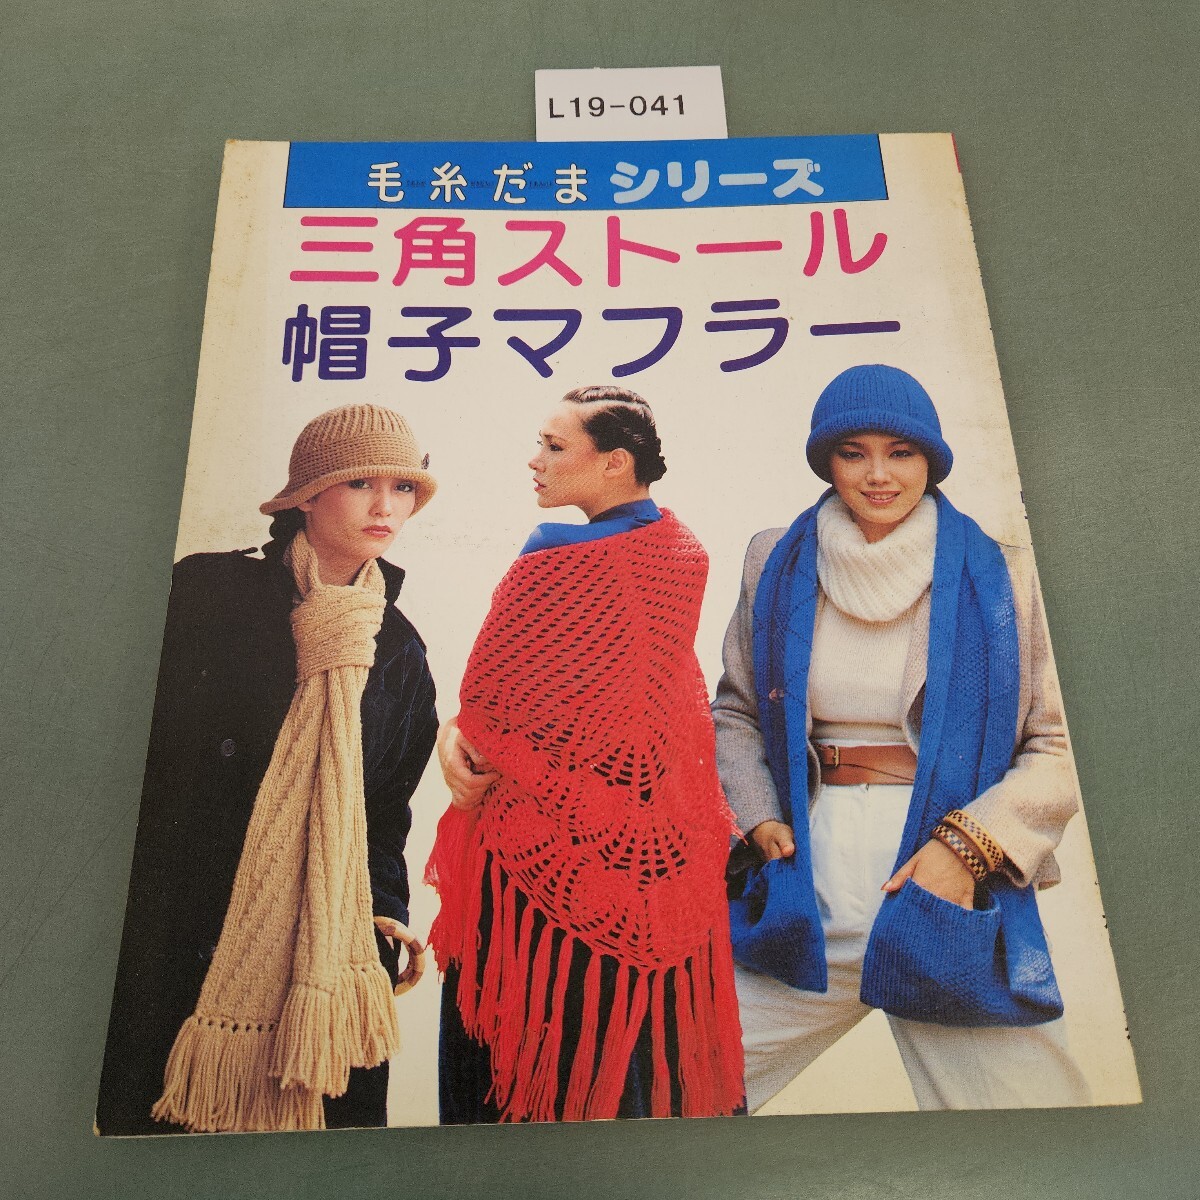 L19-041
毛糸だま シリーズ
三角ストール
帽子マフラー